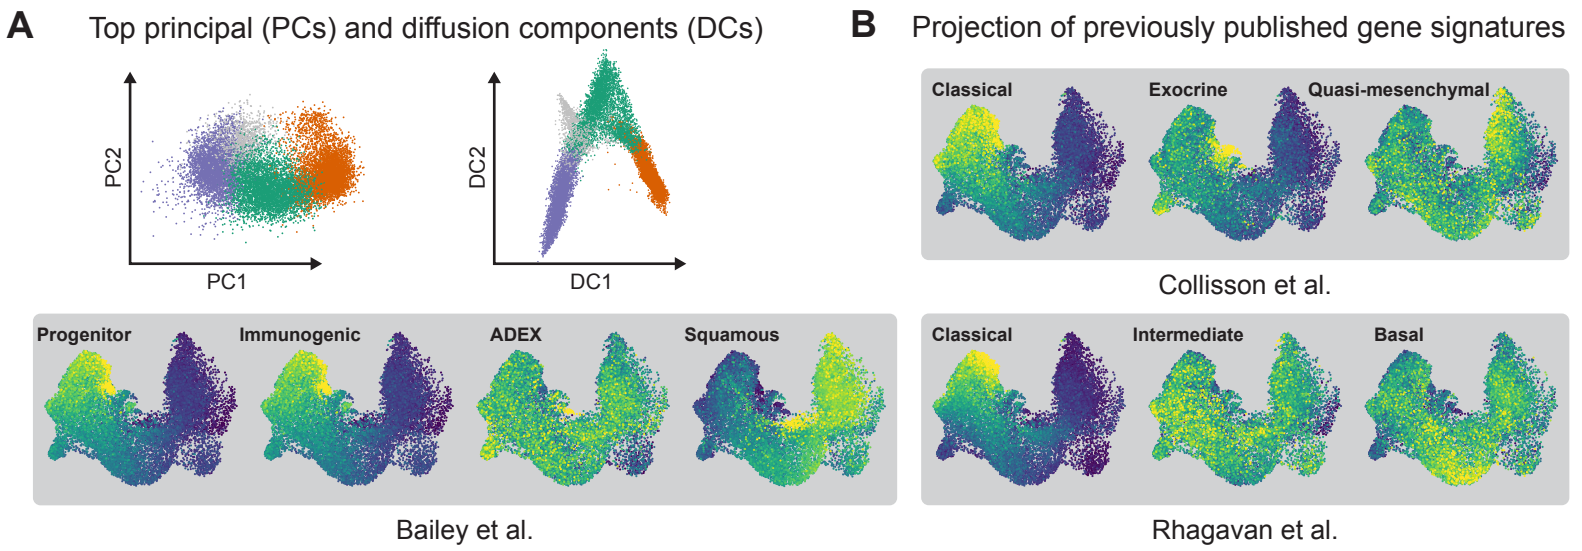 A
Top principal (PCs) and diffusion components (DCs)
PC2
PC1
DC2
DC1
B
Projection of previously published gene signatures
Classical
Exocrine
Quasi-mesenchymal
Collisson et al.
Progenitor
Immunogenic
ADEX
Squamous
Bailey et al.
Classical
Intermediate
Basal
Rhagavan et al.